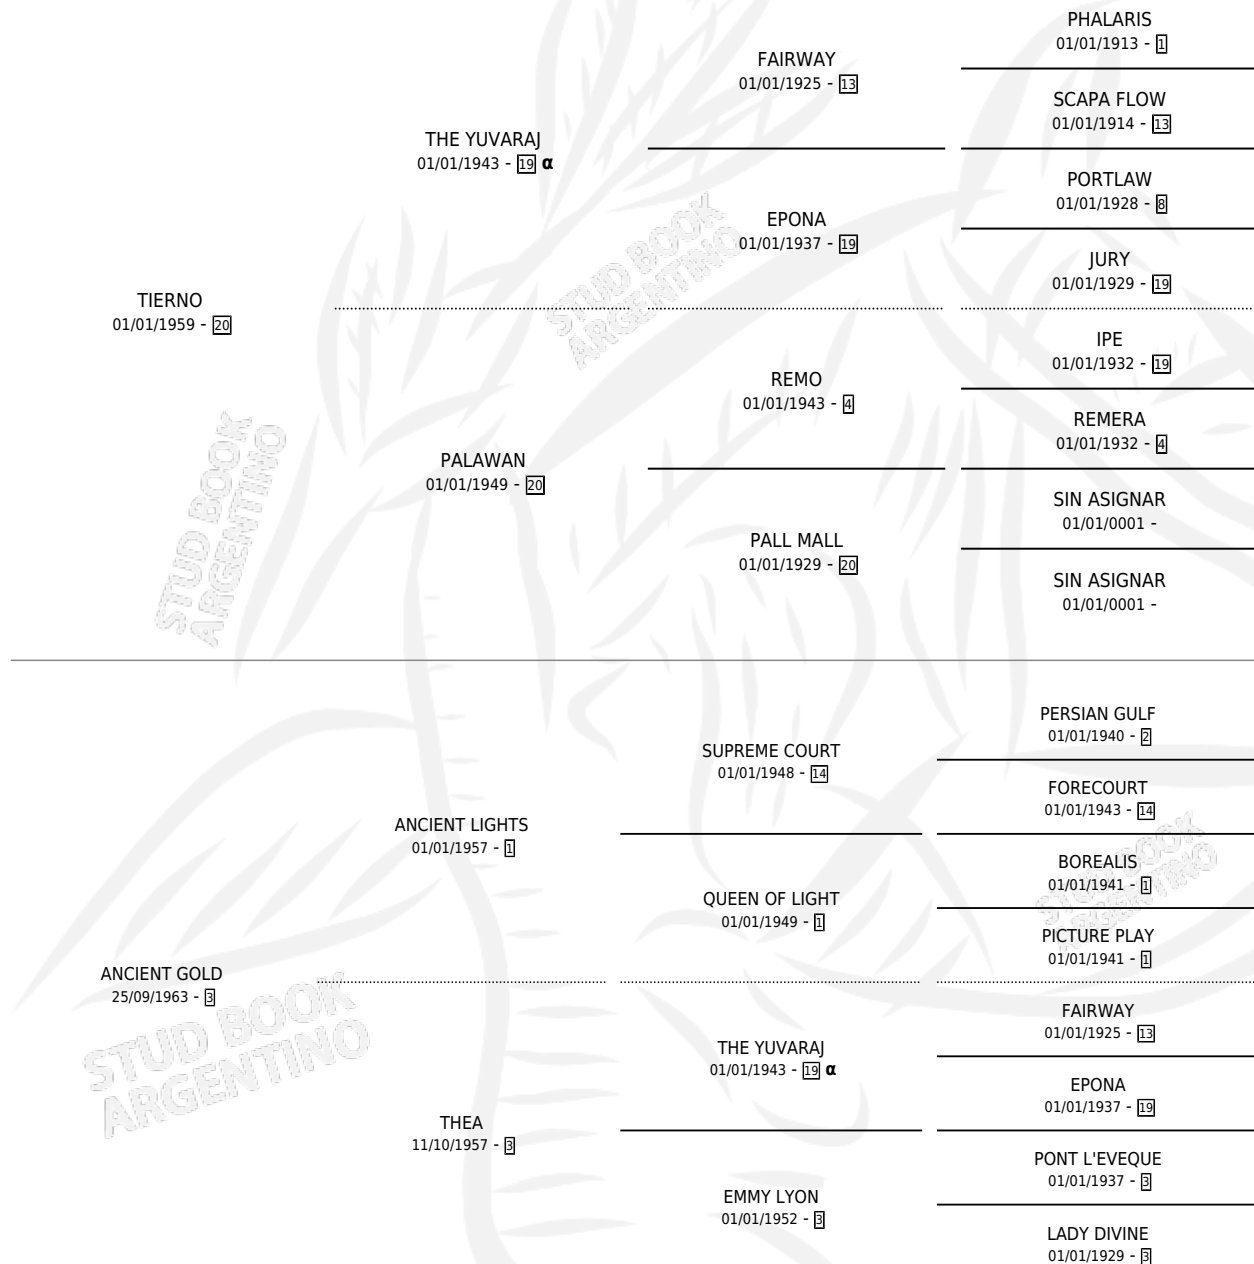 PHALARIS
01/01/1913 - 1
FAIRWAY
01/01/1925 - 13
SCAPA FLOW
01/01/1914 - 13
THE YUVARAJ
01/01/1943 - 19 α
PORTLAW
01/01/1928 - 8
EPONA
01/01/1937 - 19
JURY
01/01/1929 - 19
TIERNO
01/01/1959 - 20
IPE
01/01/1932 - 19
REMO
01/01/1943 - 4
REMERA
01/01/1932 - 4
PALAWAN
01/01/1949 - 20
SIN ASIGNAR
01/01/0001 -
PALL MALL
01/01/1929 - 20
SIN ASIGNAR
01/01/0001 -
STUD BOOK
ARGENTINO
STUD BOOK
ARGENTINO
PERSIAN GULF
01/01/1940 - 2
SUPREME COURT
01/01/1948 - 14
FORECOURT
01/01/1943 - 14
ANCIENT LIGHTS
01/01/1957 - 1
BOREALIS
01/01/1941 - 1
QUEEN OF LIGHT
01/01/1949 - 1
PICTURE PLAY
01/01/1941 - 1
ANCIENT GOLD
25/09/1963 - 3
FAIRWAY
01/01/1925 - 13
THE YUVARAJ
01/01/1943 - 19 α
EPONA
01/01/1937 - 19
THEA
11/10/1957 - 3
PONT L'EVEQUE
01/01/1937 - 3
EMMY LYON
01/01/1952 - 3
LADY DIVINE
01/01/1929 - 3
STUD BOOK
ARGENTINO
STUD BOOK
ARGENTINO